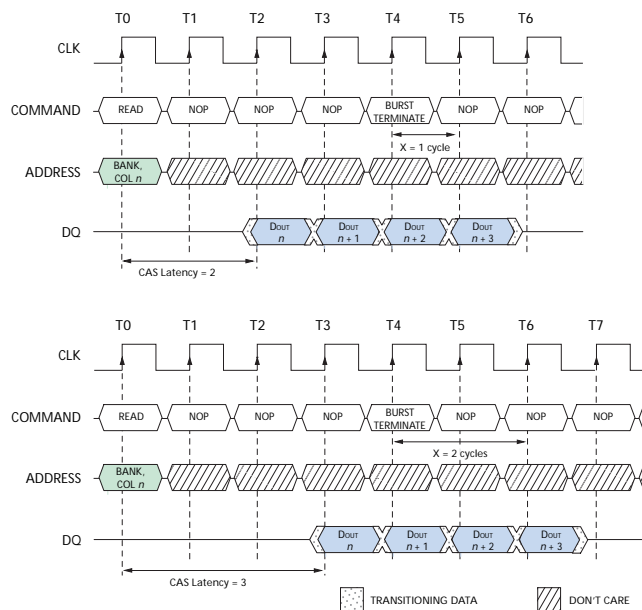 T0 T1 T2 T3 T4 T5 T6
CLK
COMMAND READ NOP NOP NOP BURST TERMINATE NOP NOP
X = 1 cycle
ADDRESS BANK, COL n
DQ DOUT n DOUT n + 1 DOUT n + 2 DOUT n + 3
CAS Latency = 2
T0 T1 T2 T3 T4 T5 T6 T7
CLK
COMMAND READ NOP NOP NOP BURST TERMINATE NOP NOP NOP
X = 2 cycles
ADDRESS BANK, COL n
DQ DOUT n DOUT n + 1 DOUT n + 2 DOUT n + 3
CAS Latency = 3
TRANSITIONING DATA DON'T CARE